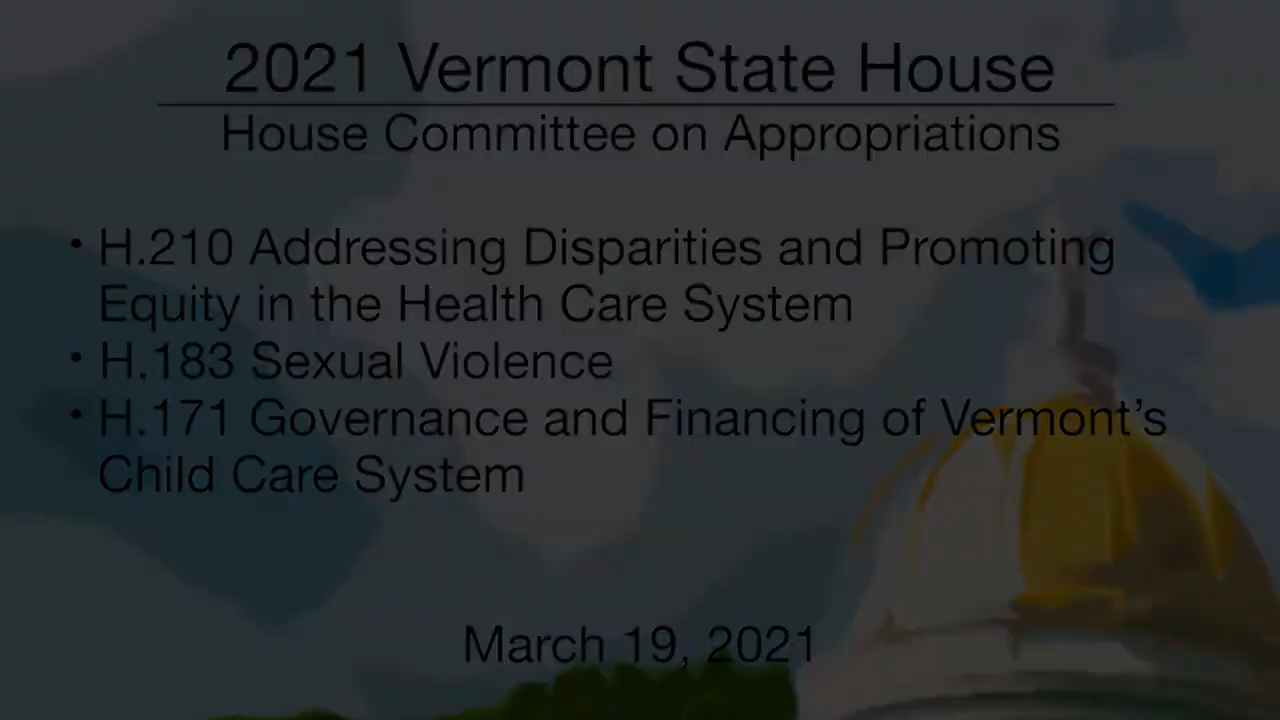 2021 Vermont State House
House Committee on Appropriations
• H.210 Addressing Disparities and Promoting
Equity in the Health Care System
• H.183 Sexual Violence
• H.171 Governance and Financing of Vermont’s
Child Care System
March 19, 2021